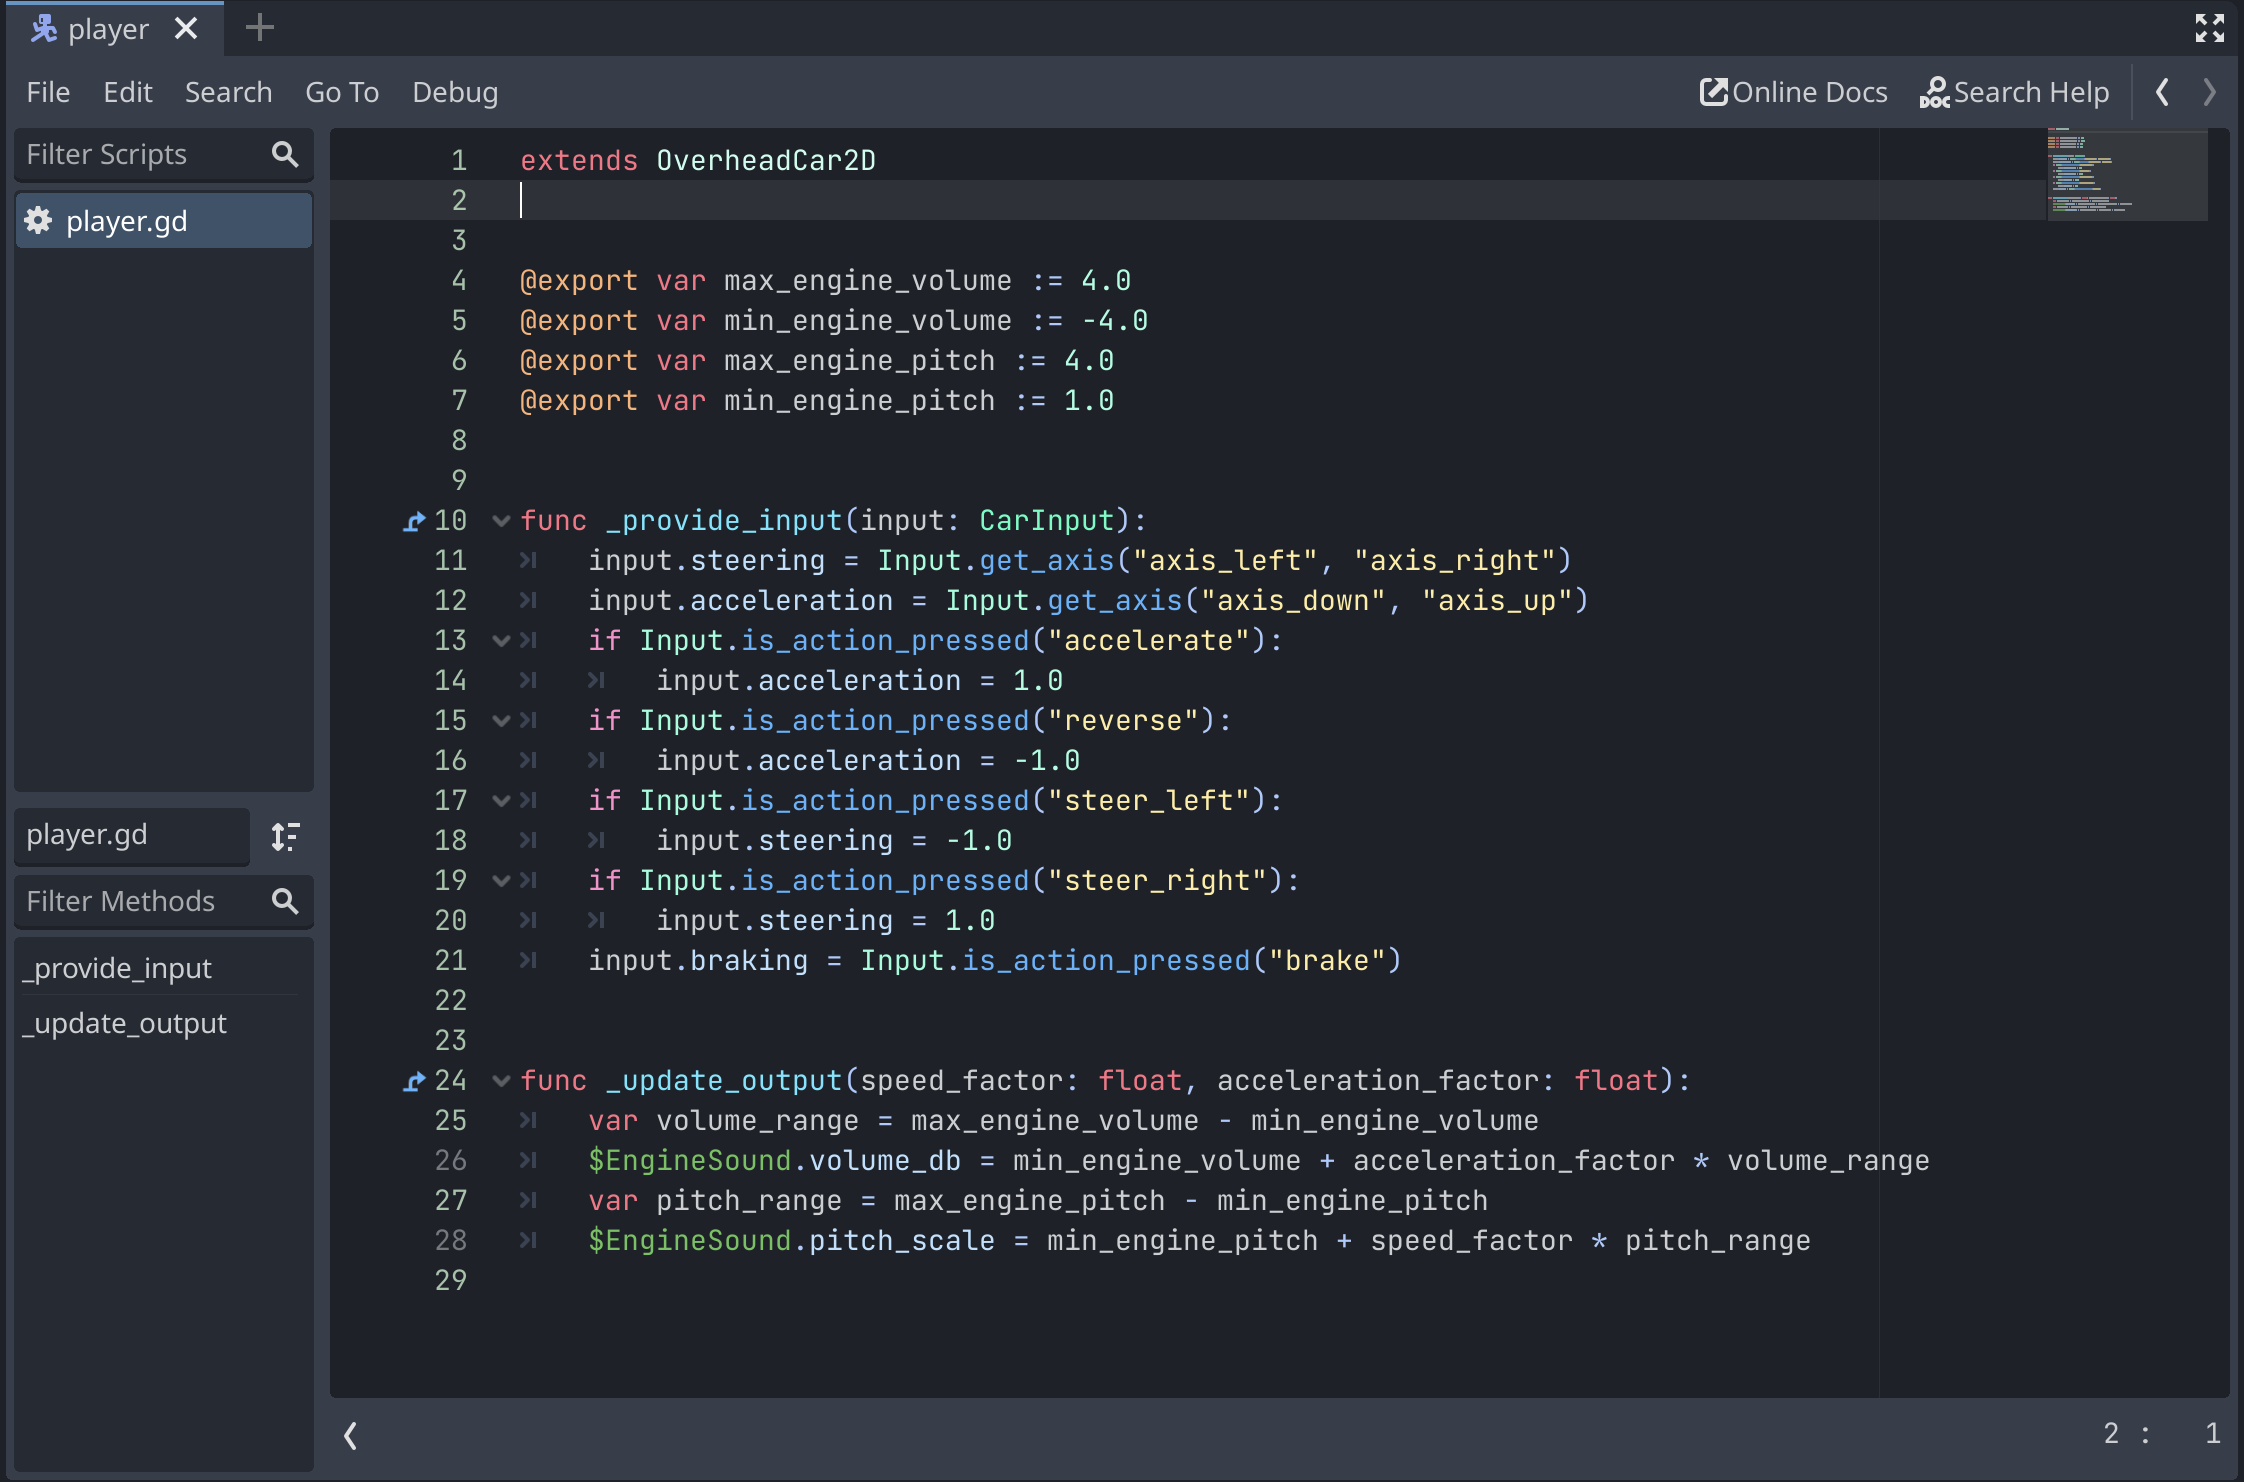 player
File Edit Search Go To Debug Online Docs Search Help
Filter Scripts
player.gd
player.gd
Filter Methods
_provide_input
_update_output
1 extends OverheadCar2D
2
3
4 @export var max_engine_volume := 4.0
5 @export var min_engine_volume := -4.0
6 @export var max_engine_pitch := 4.0
7 @export var min_engine_pitch := 1.0
8
9
10 func _provide_input(input: CarInput):
11 input.steering = Input.get_axis("axis_left", "axis_right")
12 input.acceleration = Input.get_axis("axis_down", "axis_up")
13 if Input.is_action_pressed("accelerate"):
14 input.acceleration = 1.0
15 if Input.is_action_pressed("reverse"):
16 input.acceleration = -1.0
17 if Input.is_action_pressed("steer_left"):
18 input.steering = -1.0
19 if Input.is_action_pressed("steer_right"):
20 input.steering = 1.0
21 input.braking = Input.is_action_pressed("brake")
22
23
24 func _update_output(speed_factor: float, acceleration_factor: float):
25 var volume_range = max_engine_volume - min_engine_volume
26 $EngineSound.volume_db = min_engine_volume + acceleration_factor * volume_range
27 var pitch_range = max_engine_pitch - min_engine_pitch
28 $EngineSound.pitch_scale = min_engine_pitch + speed_factor * pitch_range
29
2 : 1